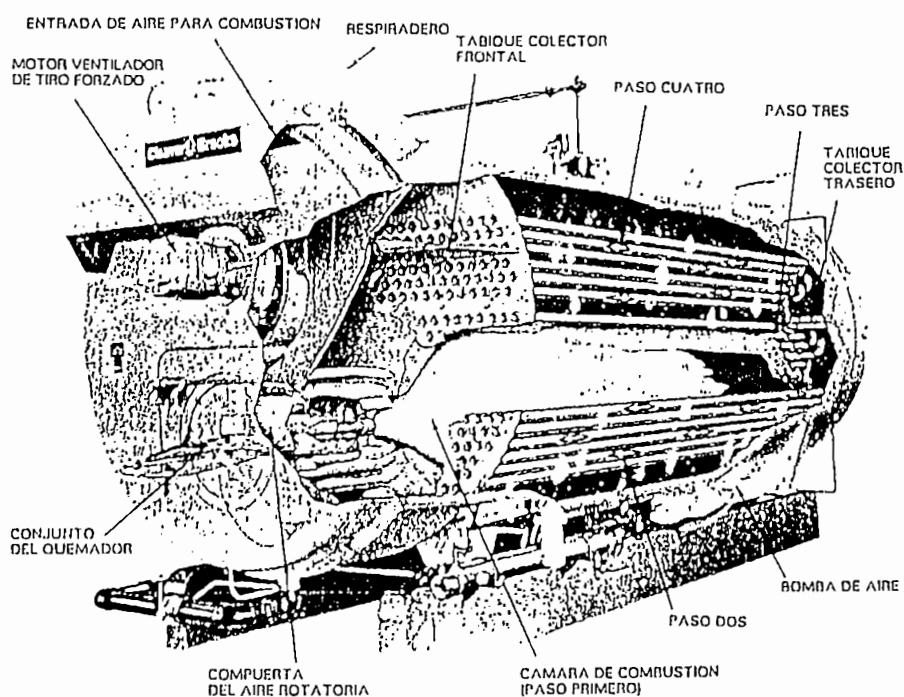 ENTRADA DE AIRE PARA COMBUSTION
RESPIRADERO
MOTOR VENTILADOR
DE TIRO FORZADO
TABIQUE COLECTOR
FRONTAL
PASO CUATRO
PASO TRES
TABIQUE
COLECTOR
TRASERO
CONJUNTO
DEL QUEMADOR
BOMBA DE AIRE
PASO DOS
COMPUERTA
DEL AIRE ROTATORIA
CAMARA DE COMBUSTION
(PASO PRIMERO)